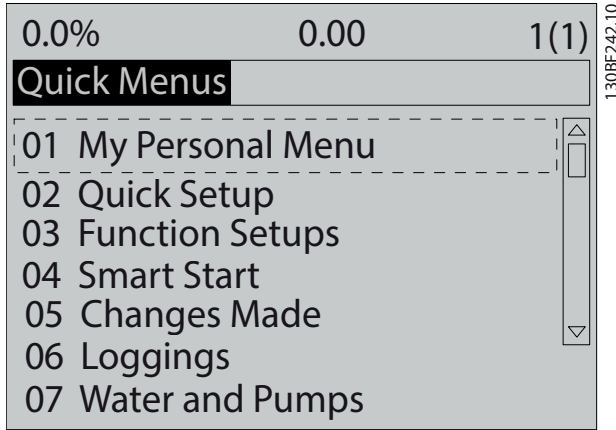 0.0% 0.00 1(1)
Quick Menus
01 My Personal Menu
02 Quick Setup
03 Function Setups
04 Smart Start
05 Changes Made
06 Loggings
07 Water and Pumps
130BF242.10